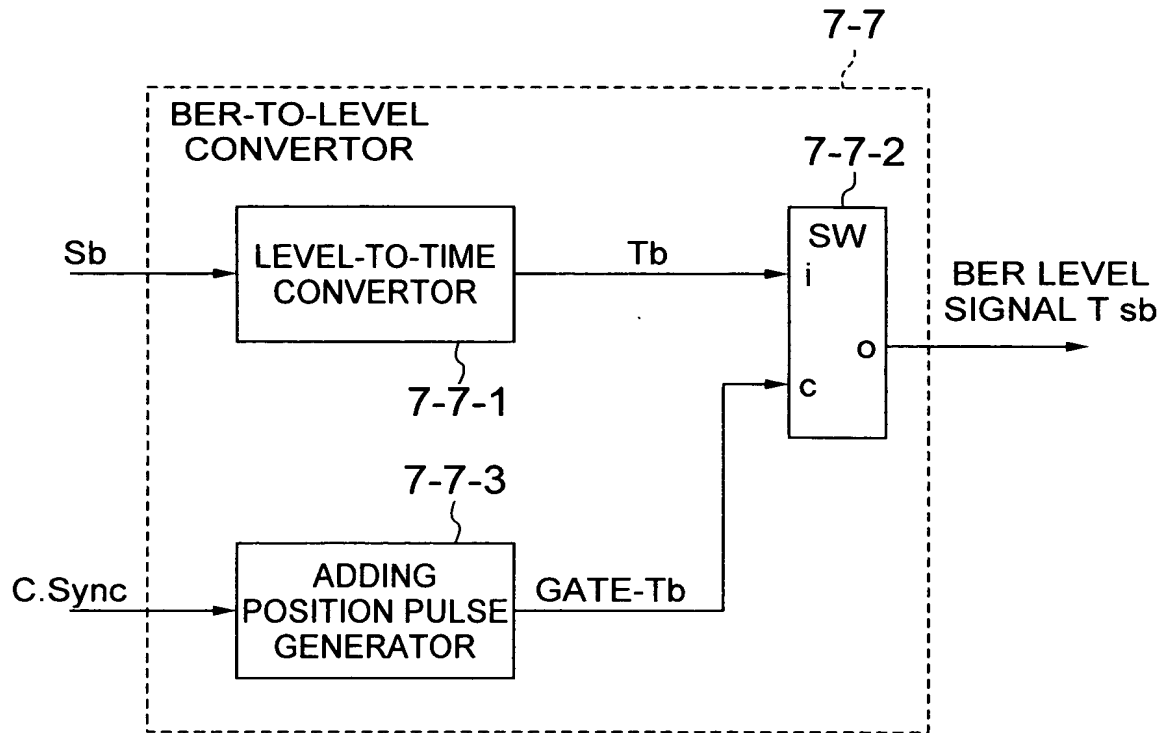 7-7
BER-TO-LEVEL
CONVERTOR
7-7-2
Sb
LEVEL-TO-TIME
CONVERTOR
Tb
SW
i
o
c
BER LEVEL
SIGNAL T sb
7-7-1
7-7-3
C.Sync
ADDING
POSITION PULSE
GENERATOR
GATE-Tb